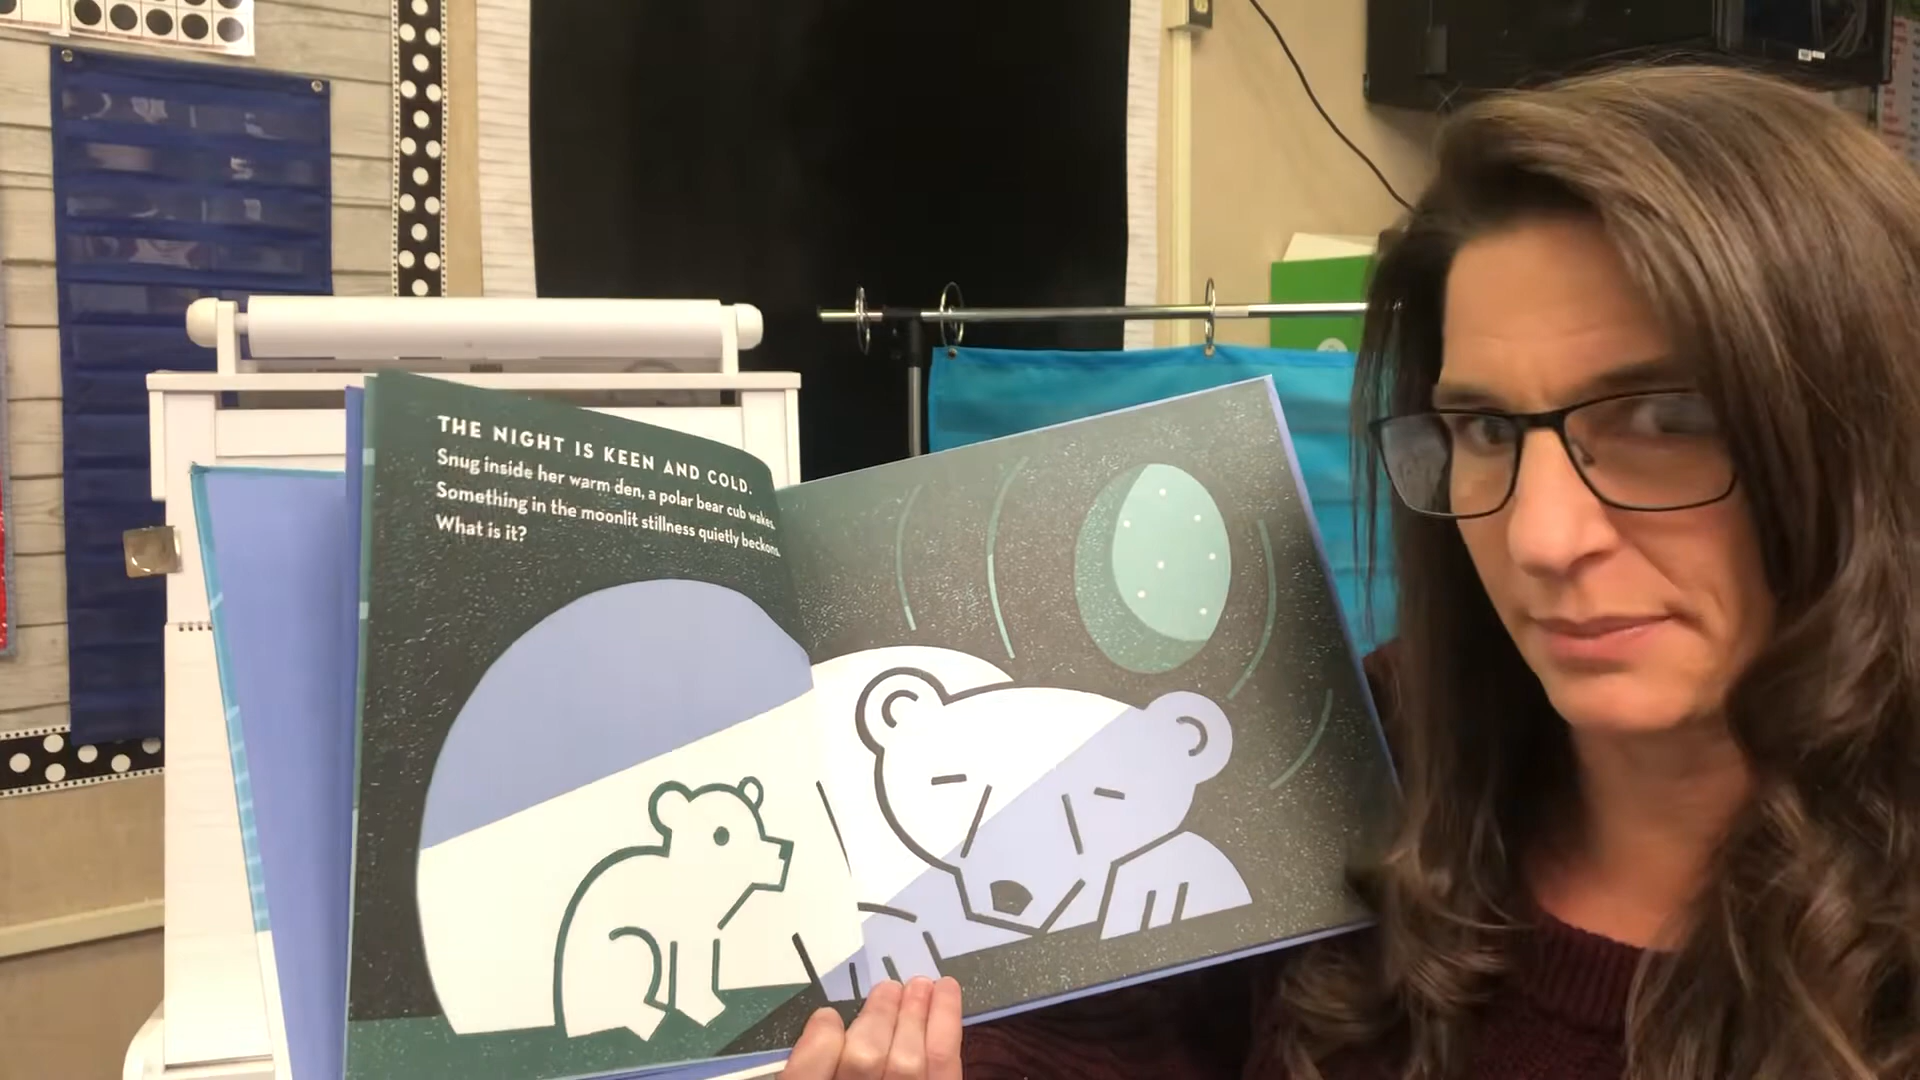 THE NIGHT IS KEEN AND COLD.
Snug inside her warm den, a polar bear cub wakes.
Something in the moonlit stillness quietly beckons.
What is it?